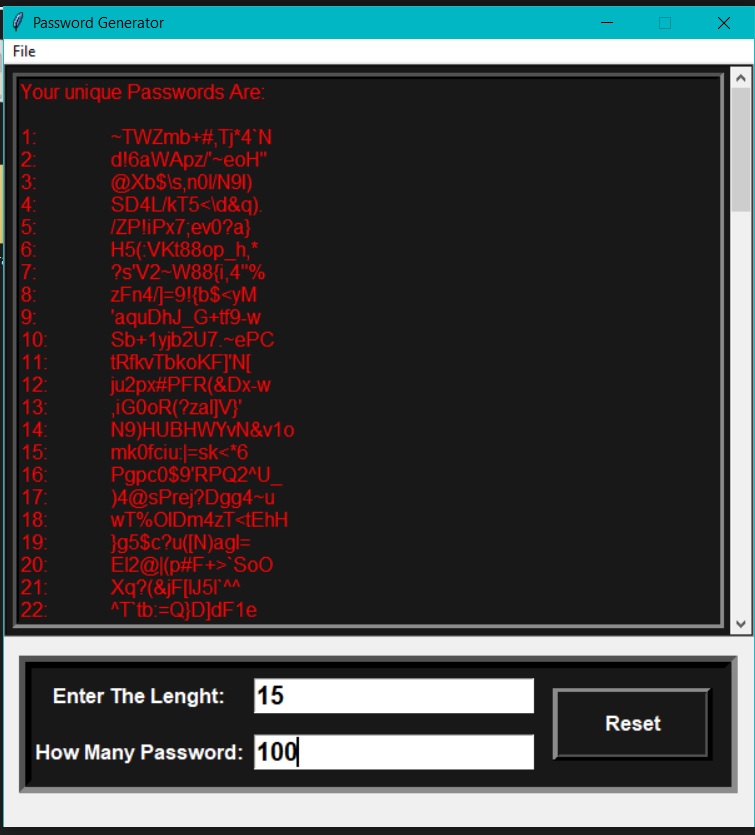 Password Generator
File
Your unique Passwords Are:
1: ~TWZmb+#,Tj*4`N
2: d!6aWApz/'~eoH"
3: @Xb$\s,n0l/N9l)
4: SD4L/kT5<\d&q).
5: /ZP!iPx7;ev0?a}
6: H5(:VKt88op_h,*
7: ?s'V2~W88{i,4"%
8: zFn4/]=9!{b$<yM
9: 'aquDhJ_G+tf9-w
10: Sb+1yjb2U7.~ePC
11: tRfkvTbkoKF]'N[
12: ju2px#PFR(&Dx-w
13: ,iG0oR(?zal]V}'
14: N9)HUBHWYvN&v1o
15: mk0fciu:|=sk<*6
16: Pgpc0$9'RPQ2^U_
17: )4@sPrej?Dgg4~u
18: wT%OlDm4zT<tEhH
19: }g5$c?u([N)agl=
20: El2@|(p#F+>`SoO
21: Xq?(&jF[lJ5l`^^
22: ^T`tb:=Q}D]dF1e
Enter The Lenght: 15
How Many Password: 100
Reset